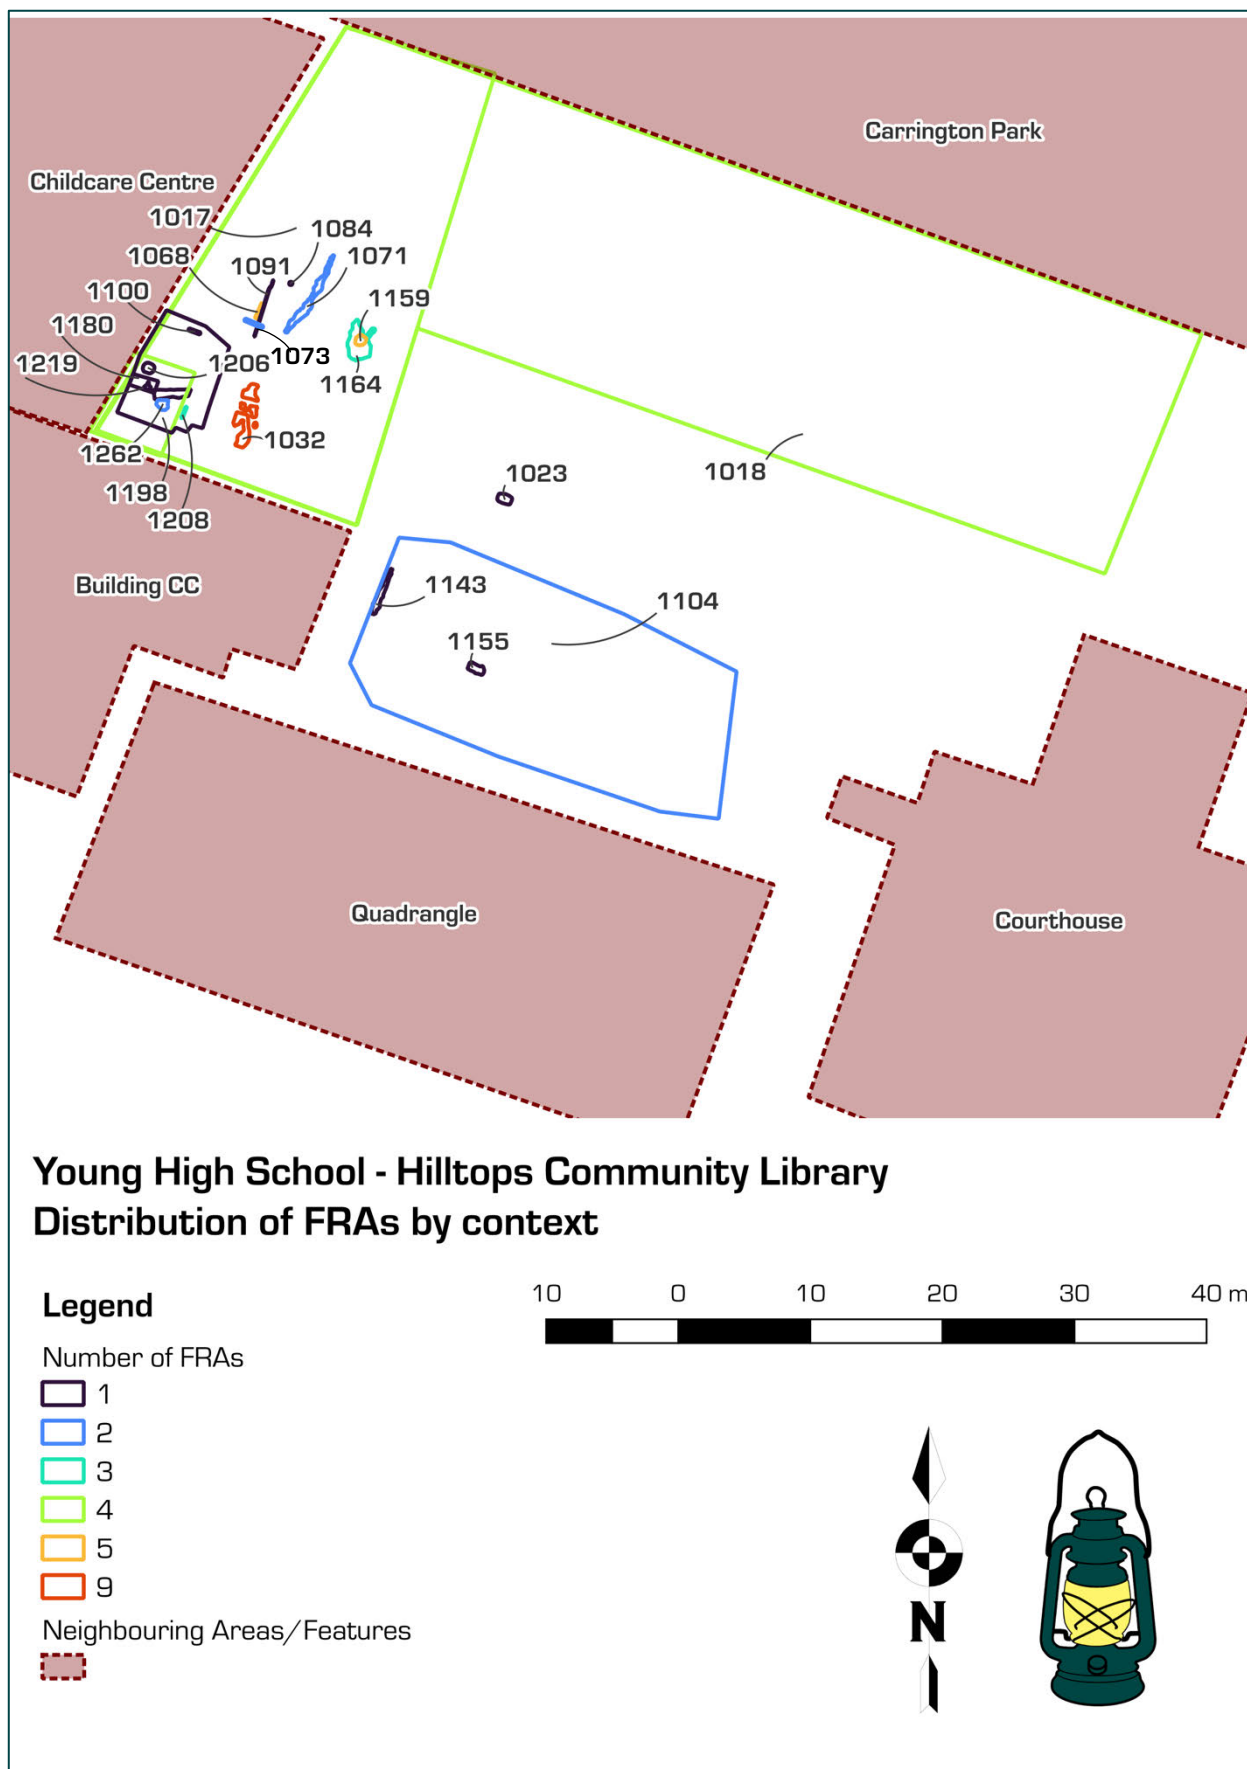 Carrington Park
Childcare Centre
1017
1084
1068
1091
1071
1100
1159
1180
1073
1219
1206
1164
1032
1262
1018
1023
1198
1208
Building CC
1143
1104
1155
Quadrangle
Courthouse
Young High School - Hilltops Community Library
Distribution of FRAs by context
Legend
10 0 10 20 30 40 m
Number of FRAs
1
2
3
4
5
9
Neighbouring Areas/Features
N